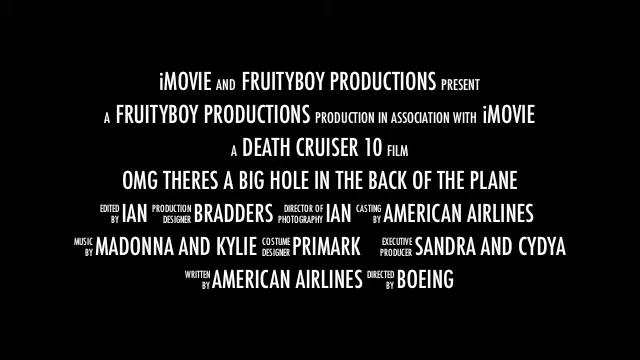 iMOVIE AND FRUITYBOY PRODUCTIONS PRESENT
A FRUITYBOY PRODUCTIONS PRODUCTION IN ASSOCIATION WITH iMOVIE
A DEATH CRUISER 10 FILM
OMG THERES A BIG HOLE IN THE BACK OF THE PLANE
EDITED BY IAN PRODUCTION DESIGNER BRADDERS DIRECTOR OF PHOTOGRAPHY IAN CASTING BY AMERICAN AIRLINES
MUSIC BY MADONNA AND KYLIE COSTUME DESIGNER PRIMARK EXECUTIVE PRODUCER SANDRA AND CYDYA
WRITTEN BY AMERICAN AIRLINES DIRECTED BY BOEING